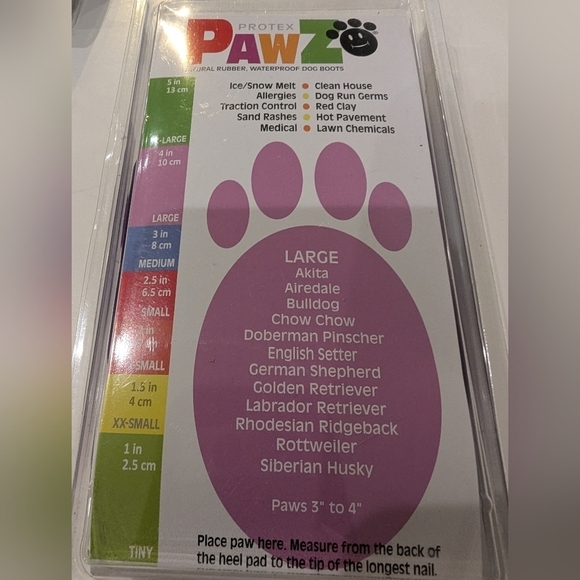 PROTEX
PAWZ
NATURAL RUBBER, WATERPROOF DOG BOOTS
Ice/Snow Melt • Clean House
Allergies • Dog Run Germs
Traction Control • Red Clay
Sand Rashes • Hot Pavement
Medical • Lawn Chemicals
5 in
13 cm
X-LARGE
4 in
10 cm
LARGE
3 in
8 cm
MEDIUM
2.5 in
6.5 cm
SMALL
X-SMALL
1.5 in
4 cm
XX-SMALL
1 in
2.5 cm
TINY
LARGE
Akita
Airedale
Bulldog
Chow Chow
Doberman Pinscher
English Setter
German Shepherd
Golden Retriever
Labrador Retriever
Rhodesian Ridgeback
Rottweiler
Siberian Husky
Paws 3" to 4"
Place paw here. Measure from the back of
the heel pad to the tip of the longest nail.